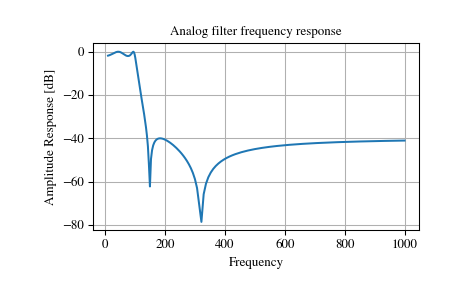 Analog filter frequency response
Amplitude Response [dB]
0
−20
−40
−60
−80
0 200 400 600 800 1000
Frequency